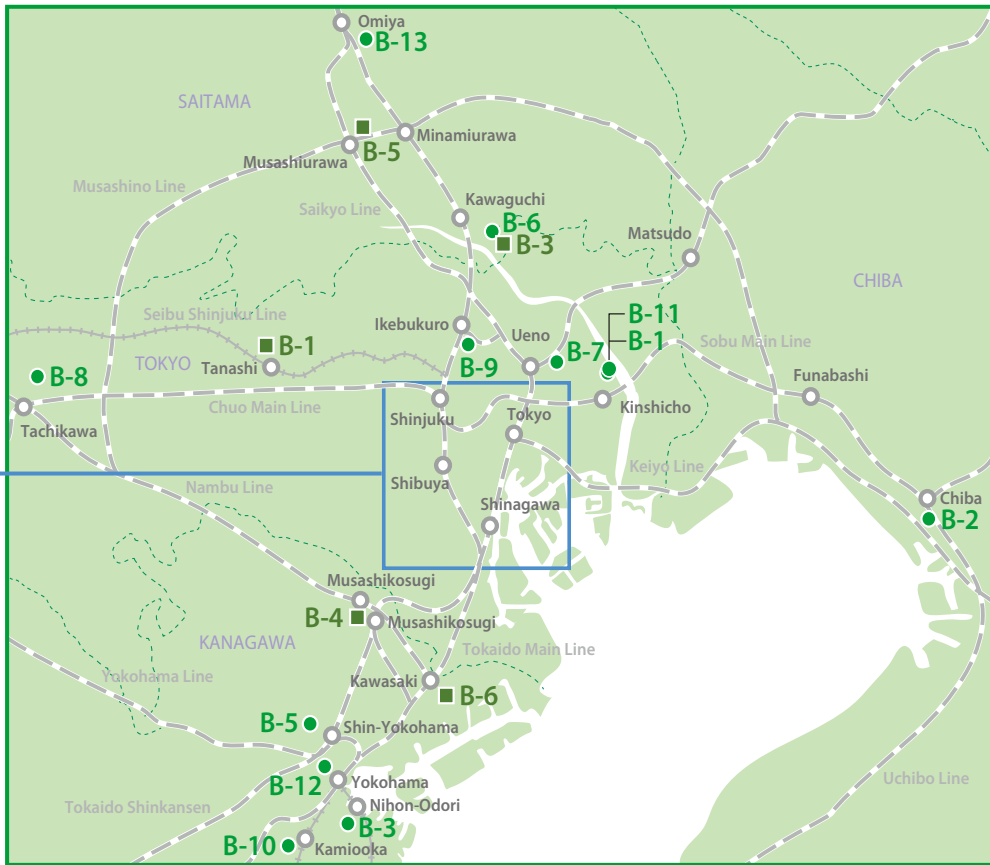 Omiya
B-13
SAITAMA
Minamiurawa
B-5
Musashiurawa
Musashino Line
Saikyo Line
Kawaguchi
B-6
B-3
Matsudo
CHIBA
Seibu Shinjuku Line
Ikebukuro
Ueno
B-11
B-1
B-1
TOKYO
Tanashi
B-9
B-7
Sobu Main Line
B-8
Funabashi
Chuo Main Line
Shinjuku
Tokyo
Kinshicho
Tachikawa
Shibuya
Keiyo Line
Nambu Line
Shinagawa
Chiba
B-2
Musashikosugi
B-4
Musashikosugi
KANAGAWA
Tokaido Main Line
Yokohama Line
Kawasaki
B-6
B-5
Shin-Yokohama
B-12
Yokohama
Uchibo Line
Tokaido Shinkansen
Nihon-Odori
B-3
B-10
Kamiooka